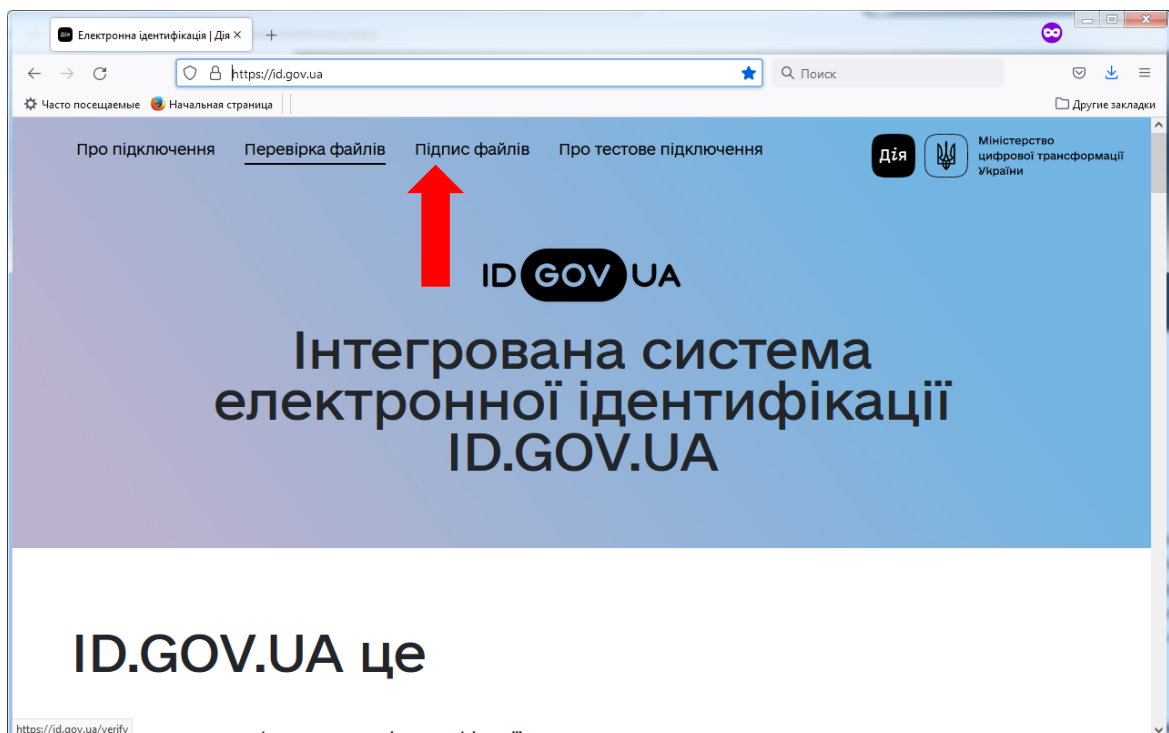 Дія Електронна ідентифікація | Дія × +
https://id.gov.ua
Поиск
Часто посещаемые Начальная страница Другие закладки
Про підключення Перевірка файлів Підпис файлів Про тестове підключення
Дія
Міністерство
цифрової трансформації
України
ID GOV UA
Інтегрована система
електронної ідентифікації
ID.GOV.UA
ID.GOV.UA це
https://id.gov.ua/verify